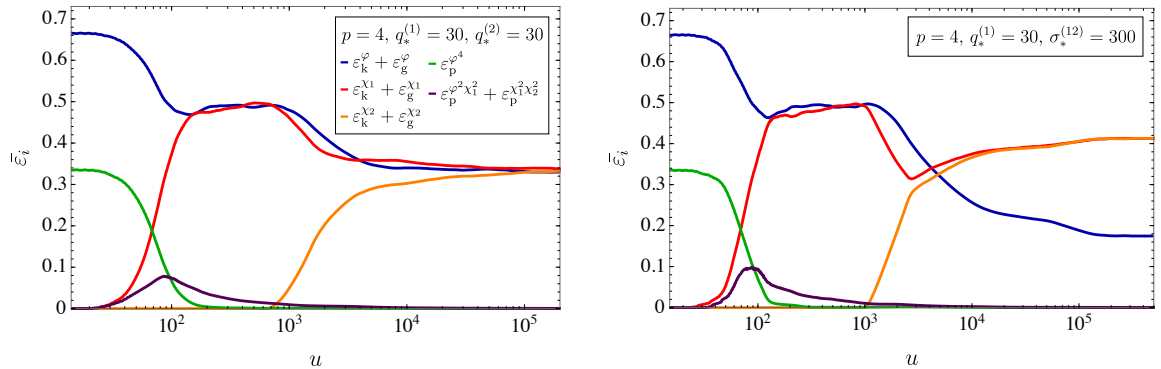 0.7
0.6
0.5
0.4
0.3
0.2
0.1
0
ε̄_i
10^2
10^3
10^4
10^5
u
p = 4, q_*^{(1)} = 30, q_*^{(2)} = 30
ε_k^φ + ε_g^φ
ε_p^{φ^4}
ε_k^{χ_1} + ε_g^{χ_1}
ε_p^{φ^2χ_1^2} + ε_p^{χ_1^2χ_2^2}
ε_k^{χ_2} + ε_g^{χ_2}
0.7
0.6
0.5
0.4
0.3
0.2
0.1
0
ε̄_i
10^2
10^3
10^4
10^5
u
p = 4, q_*^{(1)} = 30, σ_*^{(12)} = 300